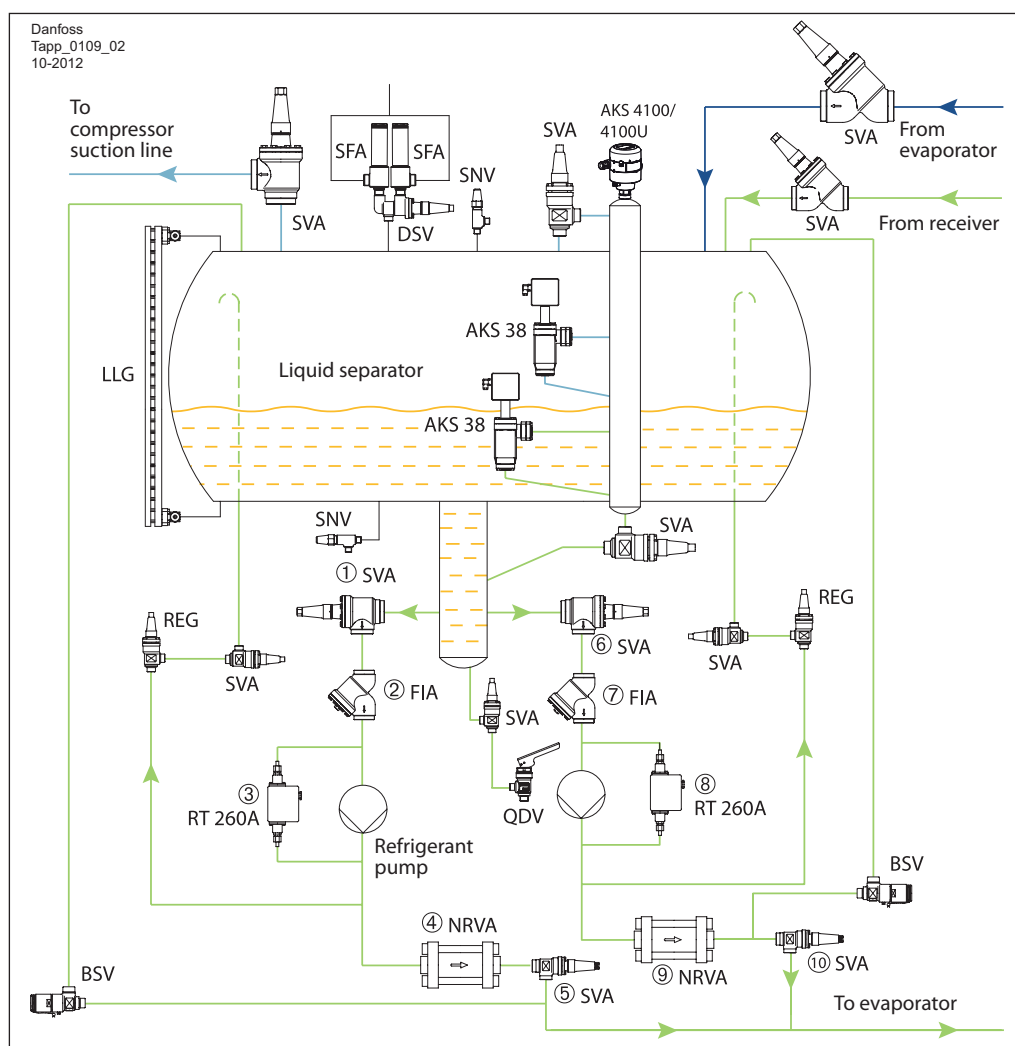 Danfoss
Tapp_0109_02
10-2012
To
compressor
suction line
SVA
SFA
SFA
DSV
SNV
SVA
AKS 4100/
4100U
SVA
From
evaporator
SVA
From receiver
LLG
Liquid separator
AKS 38
AKS 38
SNV
SVA
① SVA
⑥ SVA
REG
SVA
REG
SVA
② FIA
⑦ FIA
SVA
QDV
③
RT 260A
⑧
RT 260A
Refrigerant
pump
④ NRVA
⑤ SVA
BSV
⑨ NRVA
⑩ SVA
BSV
To evaporator